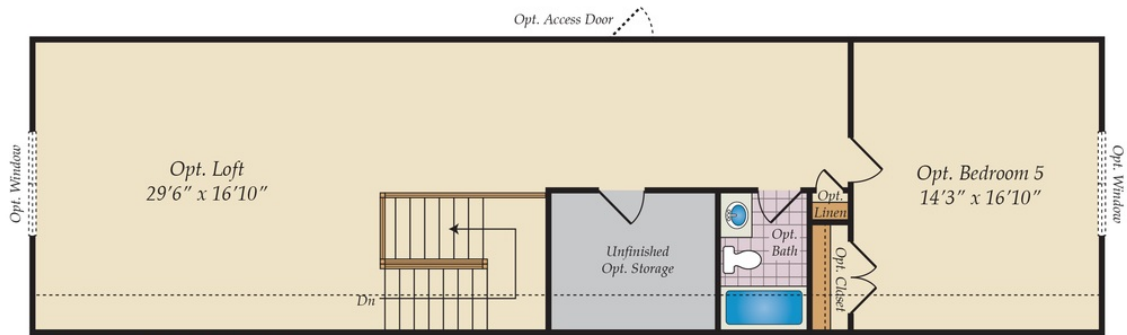 Opt. Access Door
Opt. Window
Opt. Loft
29'6" x 16'10"
Opt. Bedroom 5
14'3" x 16'10"
Opt. Window
Opt.
Linen
Opt.
Bath
Unfinished
Opt. Storage
Opt. Closet
Dn